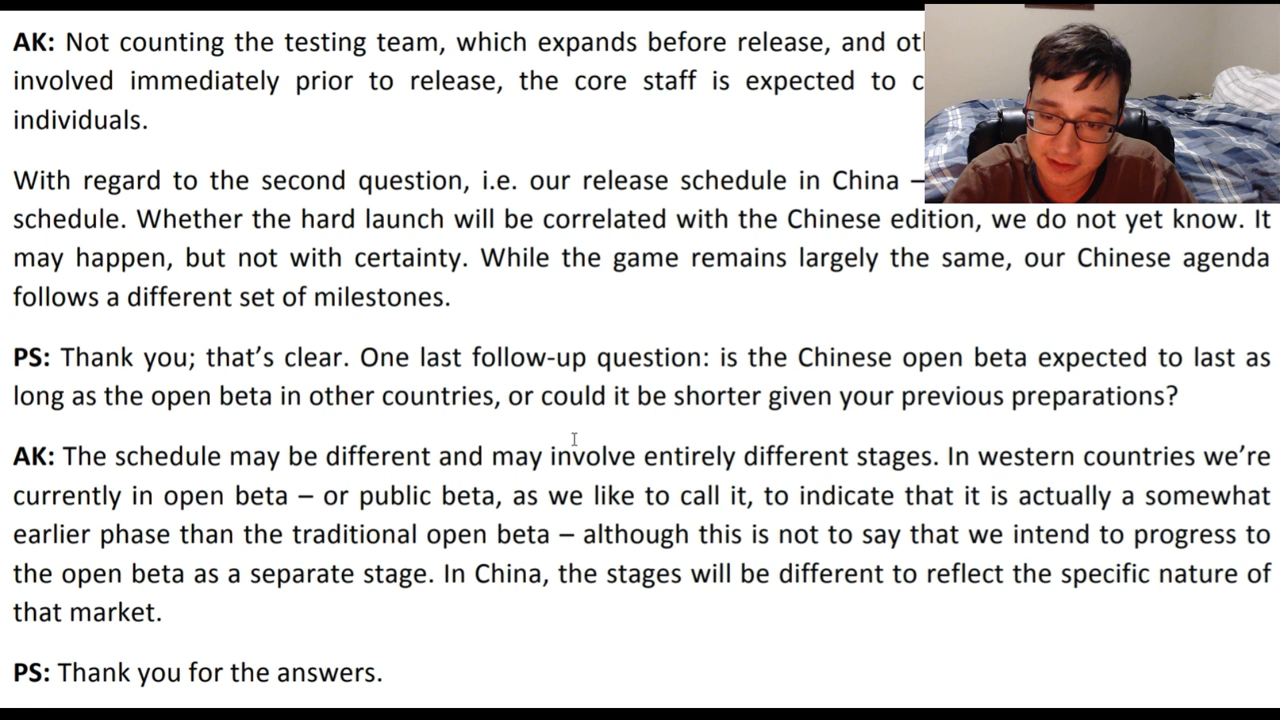 AK: Not counting the testing team, which expands before release, and
involved immediately prior to release, the core staff is expected to
individuals.
With regard to the second question, i.e. our release schedule in China –
schedule. Whether the hard launch will be correlated with the Chinese edition, we do not yet know. It
may happen, but not with certainty. While the game remains largely the same, our Chinese agenda
follows a different set of milestones.
PS: Thank you; that’s clear. One last follow-up question: is the Chinese open beta expected to last as
long as the open beta in other countries, or could it be shorter given your previous preparations?
AK: The schedule may be different and may involve entirely different stages. In western countries we’re
currently in open beta – or public beta, as we like to call it, to indicate that it is actually a somewhat
earlier phase than the traditional open beta – although this is not to say that we intend to progress to
the open beta as a separate stage. In China, the stages will be different to reflect the specific nature of
that market.
PS: Thank you for the answers.